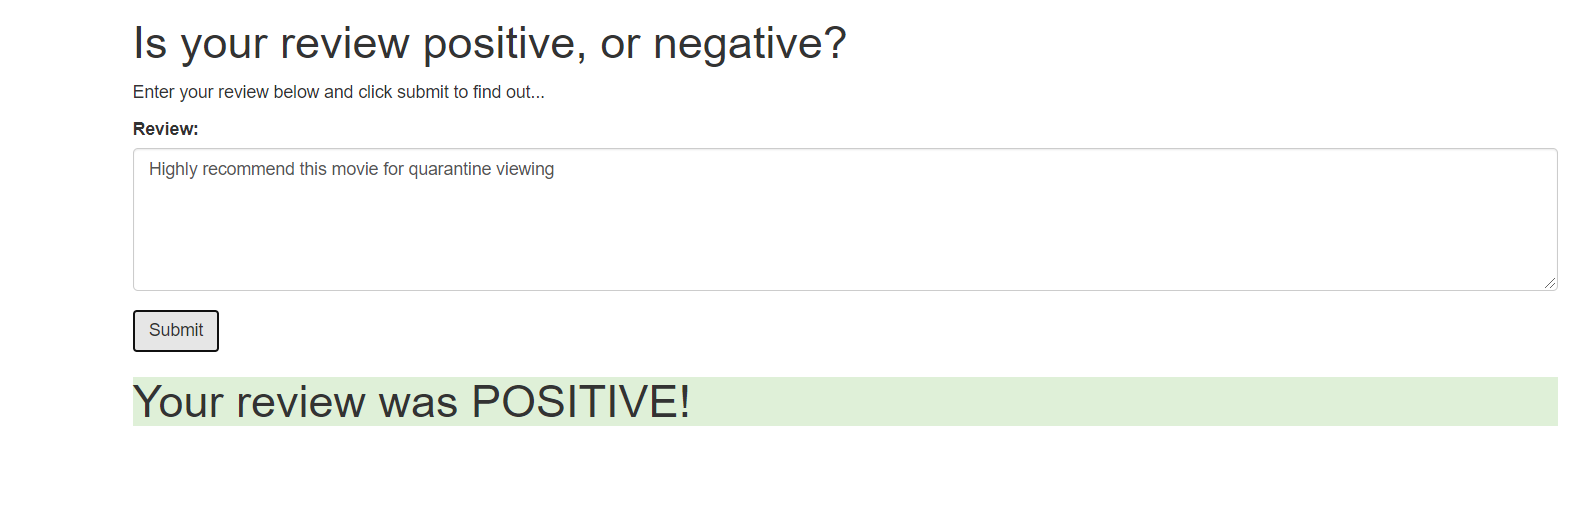 Is your review positive, or negative?
Enter your review below and click submit to find out...
Review:
Highly recommend this movie for quarantine viewing
Submit
Your review was POSITIVE!